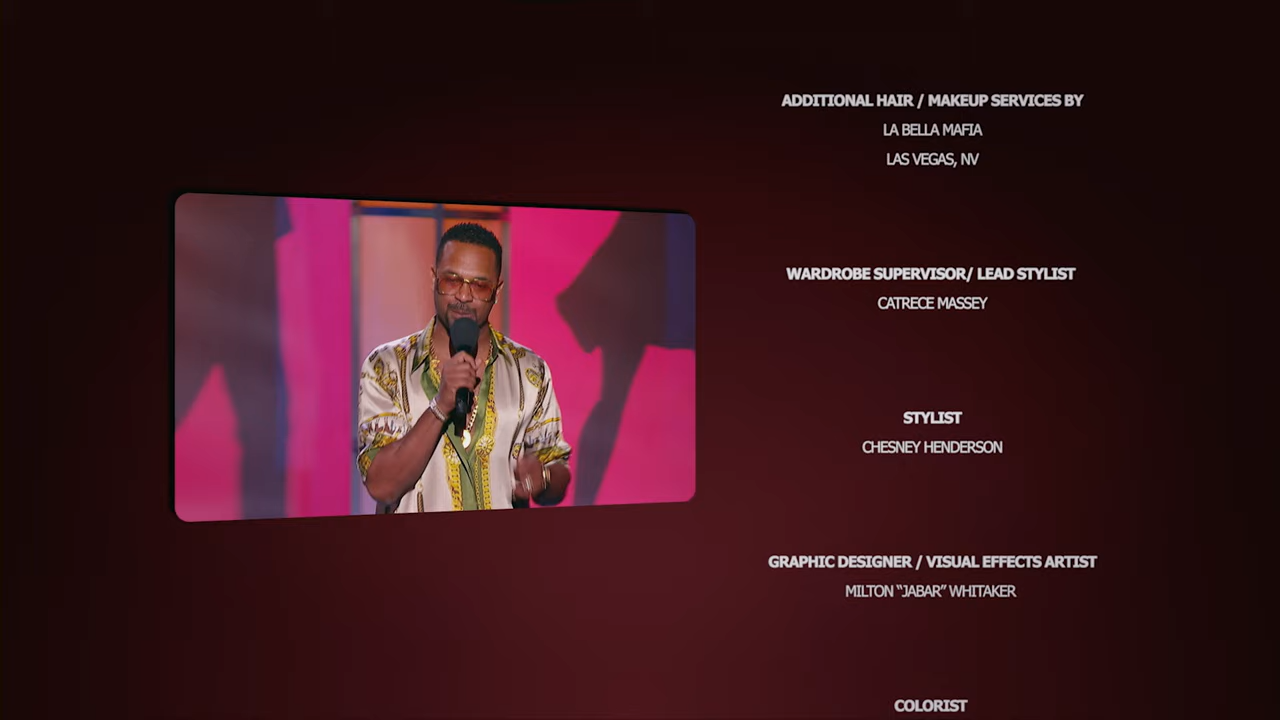 ADDITIONAL HAIR / MAKEUP SERVICES BY
LA BELLA MAFIA
LAS VEGAS, NV
WARDROBE SUPERVISOR/ LEAD STYLIST
CATRECE MASSEY
STYLIST
CHESNEY HENDERSON
GRAPHIC DESIGNER / VISUAL EFFECTS ARTIST
MILTON “JABAR” WHITAKER
COLORIST